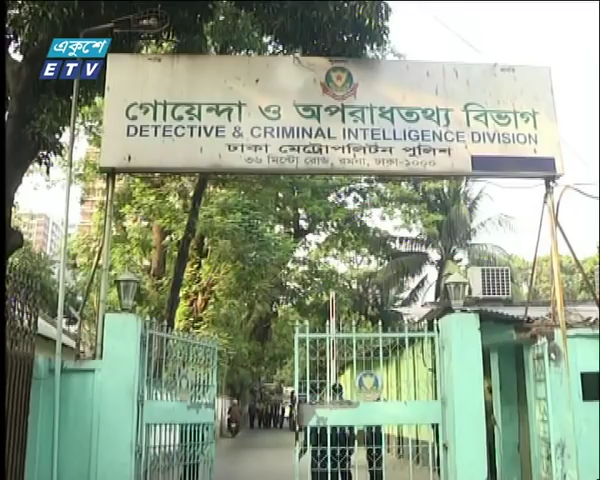 একুশে
ETV
গোয়েন্দা ও অপরাধতথ্য বিভাগ
DETECTIVE & CRIMINAL INTELLIGENCE DIVISION
ঢাকা মেট্রোপলিটন পুলিশ
৩৬ মিন্টো রোড, রমনা, ঢাকা-১০০০